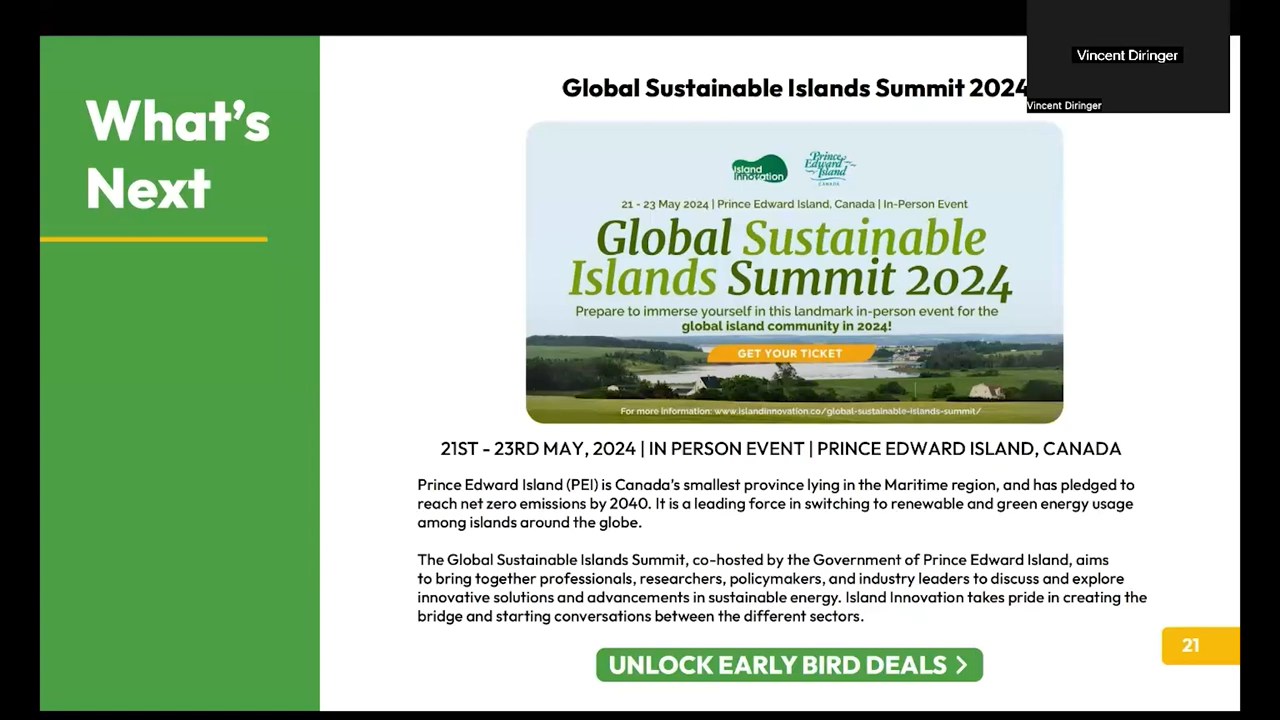 What's
Next
Global Sustainable Islands Summit 2024
Vincent Diringer
Vincent Diringer
Island
Innovation
Prince
Edward
Island
CANADA
21 - 23 May 2024 | Prince Edward Island, Canada | In-Person Event
Global Sustainable
Islands Summit 2024
Prepare to immerse yourself in this landmark in-person event for the
global island community in 2024!
GET YOUR TICKET
For more information: www.islandinnovation.co/global-sustainable-islands-summit/
21ST - 23RD MAY, 2024 | IN PERSON EVENT | PRINCE EDWARD ISLAND, CANADA
Prince Edward Island (PEI) is Canada's smallest province lying in the Maritime region, and has pledged to
reach net zero emissions by 2040. It is a leading force in switching to renewable and green energy usage
among islands around the globe.
The Global Sustainable Islands Summit, co-hosted by the Government of Prince Edward Island, aims
to bring together professionals, researchers, policymakers, and industry leaders to discuss and explore
innovative solutions and advancements in sustainable energy. Island Innovation takes pride in creating the
bridge and starting conversations between the different sectors.
UNLOCK EARLY BIRD DEALS >
21